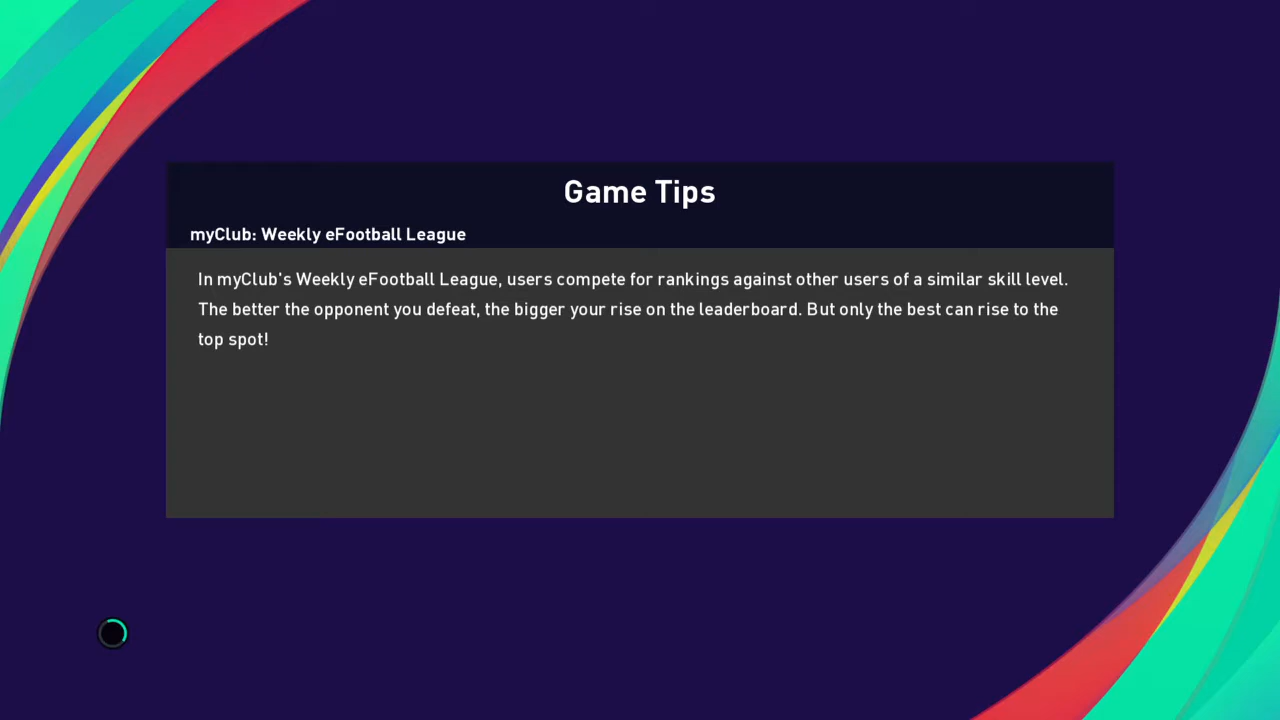 Game Tips
myClub: Weekly eFootball League
In myClub's Weekly eFootball League, users compete for rankings against other users of a similar skill level.
The better the opponent you defeat, the bigger your rise on the leaderboard. But only the best can rise to the
top spot!